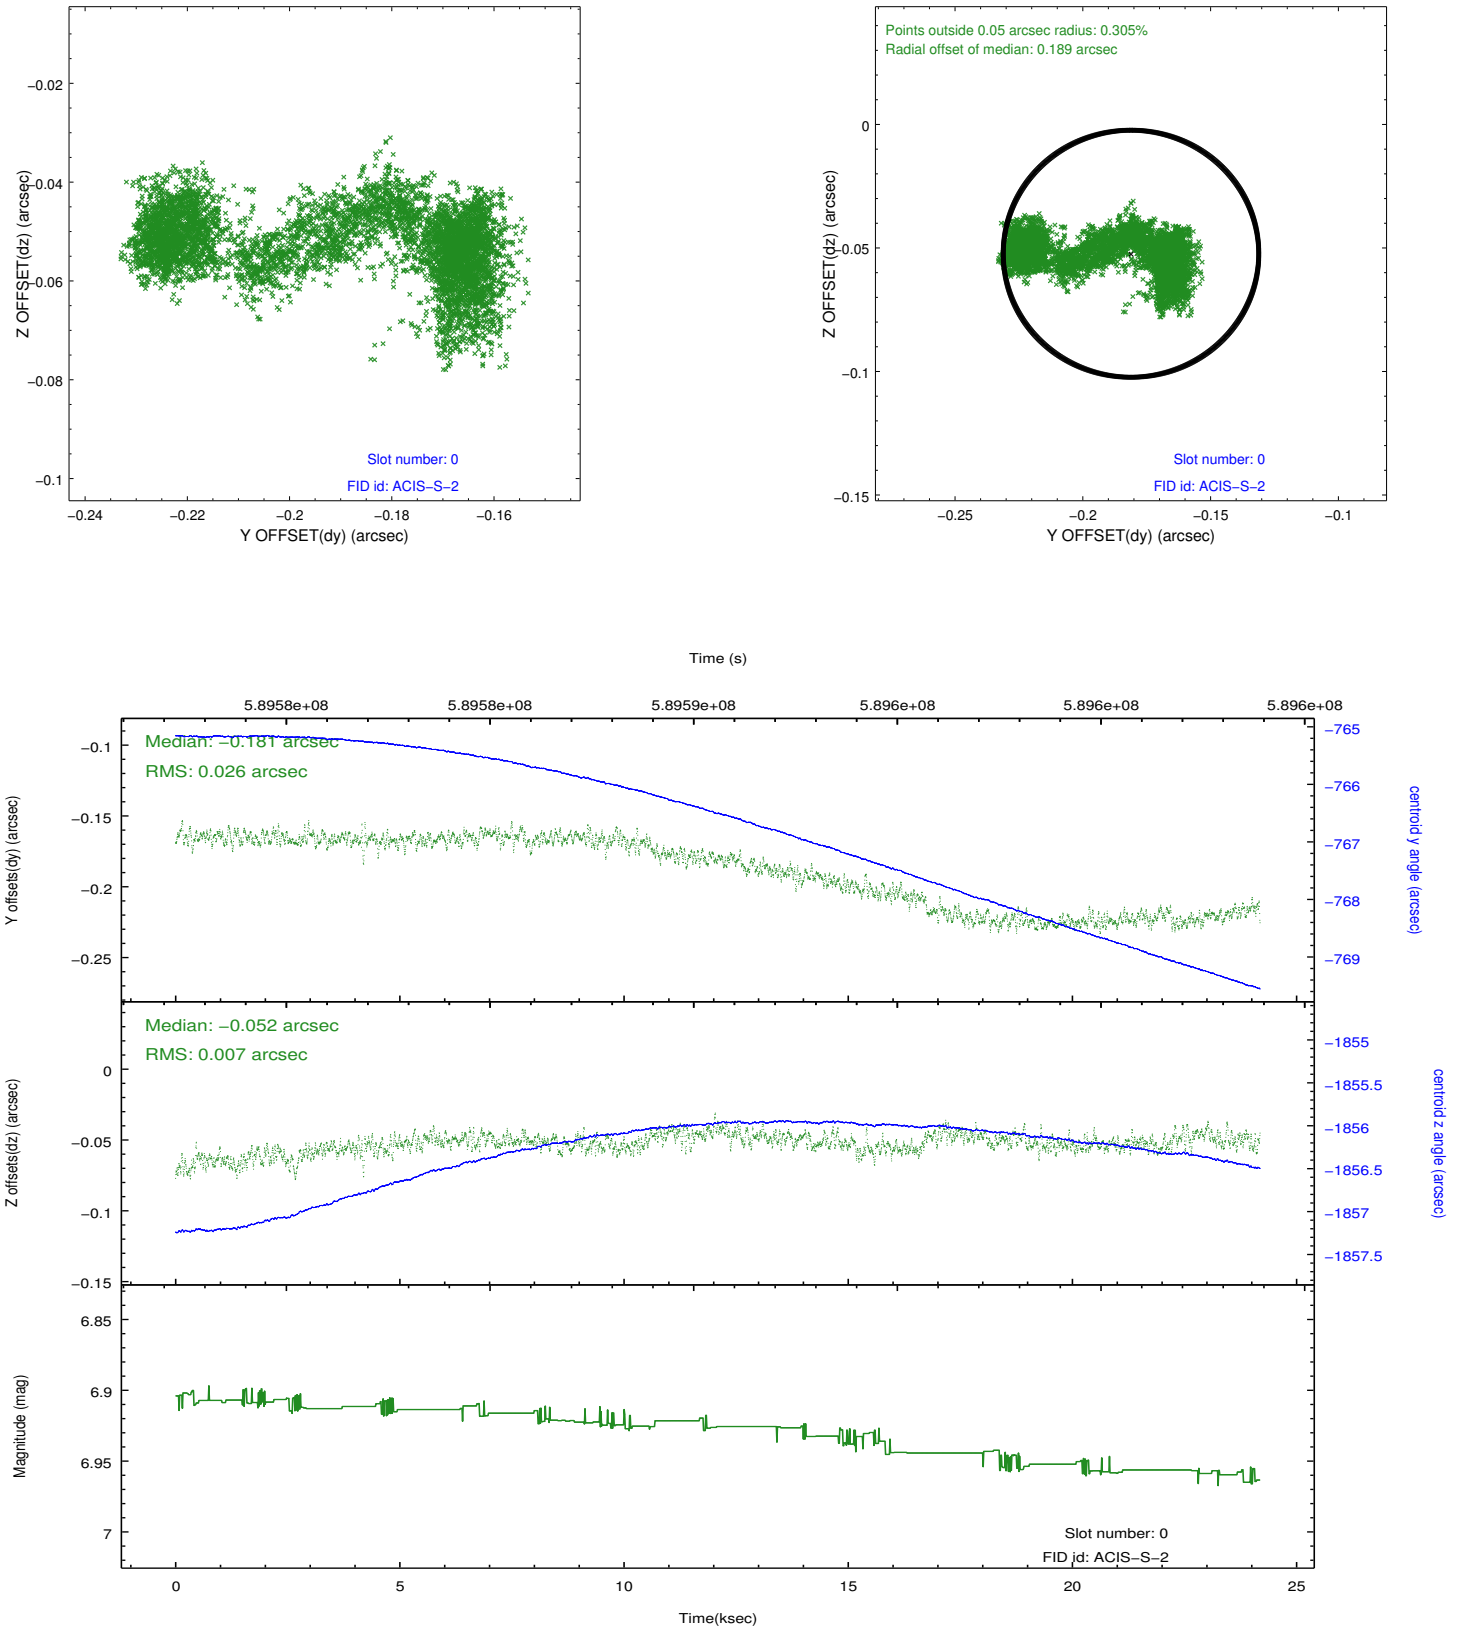 −0.02
−0.04
−0.06
−0.08
−0.1
Z OFFSET(dz) (arcsec)
Slot number: 0
FID id: ACIS−S−2
−0.24
−0.22
−0.2
−0.18
−0.16
Y OFFSET(dy) (arcsec)
Points outside 0.05 arcsec radius: 0.305%
Radial offset of median: 0.189 arcsec
0
−0.05
−0.1
−0.15
Z OFFSET(dz) (arcsec)
Slot number: 0
FID id: ACIS−S−2
−0.25
−0.2
−0.15
−0.1
Y OFFSET(dy) (arcsec)
Time (s)
5.8958e+08
5.8958e+08
5.8959e+08
5.896e+08
5.896e+08
5.896e+08
Median: −0.181 arcsec
RMS: 0.026 arcsec
−0.1
−0.15
−0.2
−0.25
Y offsets(dy) (arcsec)
−765
−766
−767
−768
−769
centroid y angle (arcsec)
Median: −0.052 arcsec
RMS: 0.007 arcsec
0
−0.05
−0.1
−0.15
Z offsets(dz) (arcsec)
−1855
−1855.5
−1856
−1856.5
−1857
−1857.5
centroid z angle (arcsec)
6.85
6.9
6.95
7
Magnitude (mag)
Slot number: 0
FID id: ACIS−S−2
0
5
10
15
20
25
Time(ksec)